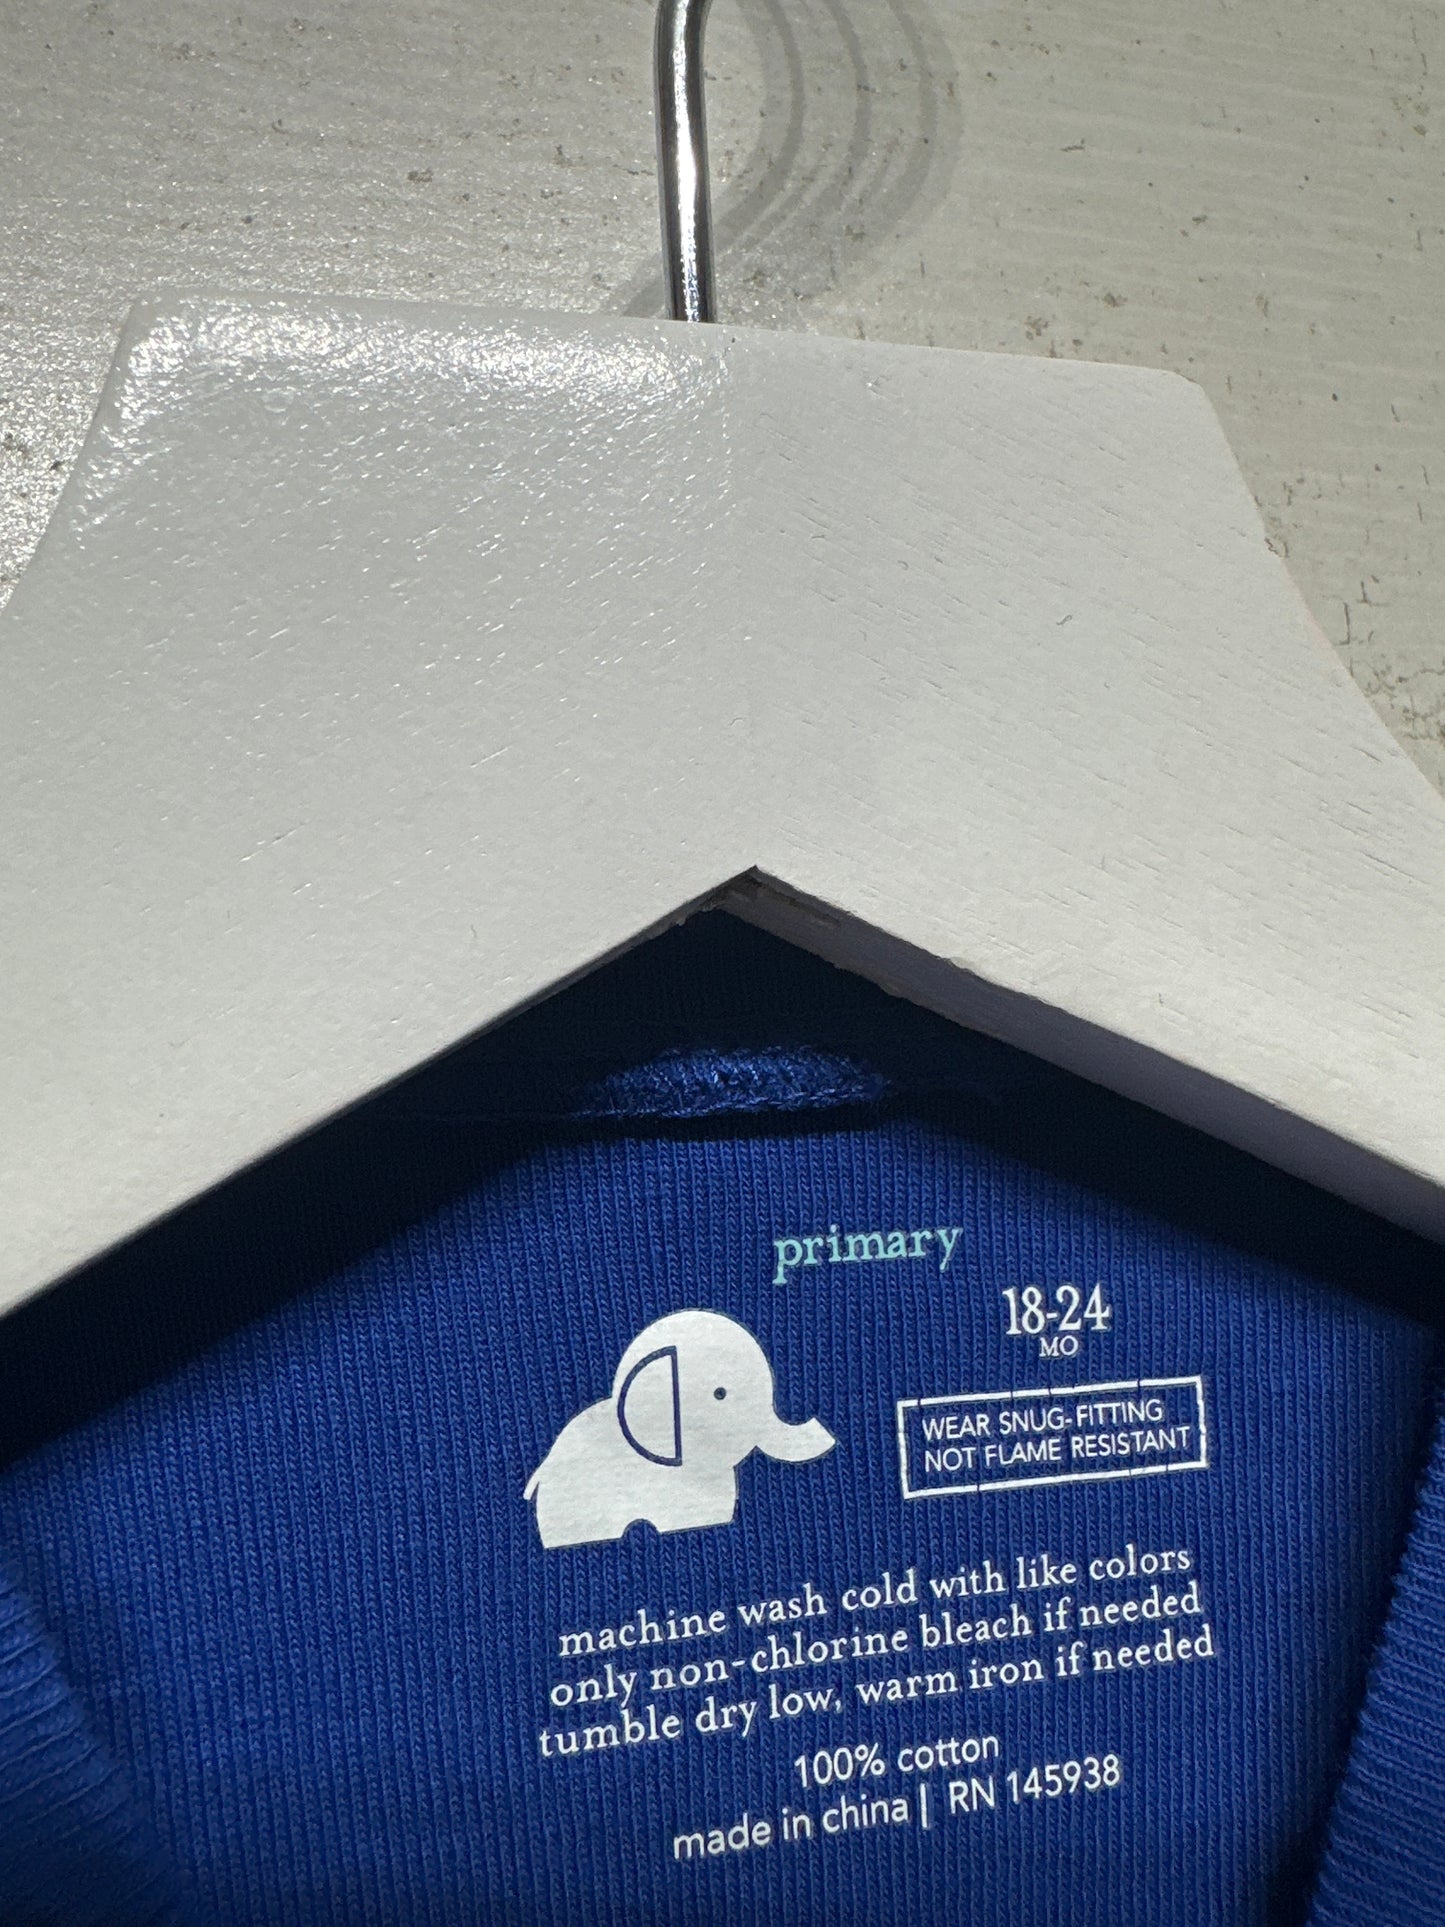 primary
18-24
MO
WEAR SNUG-FITTING
NOT FLAME RESISTANT
machine wash cold with like colors
only non-chlorine bleach if needed
tumble dry low, warm iron if needed
100% cotton
made in china | RN 145938